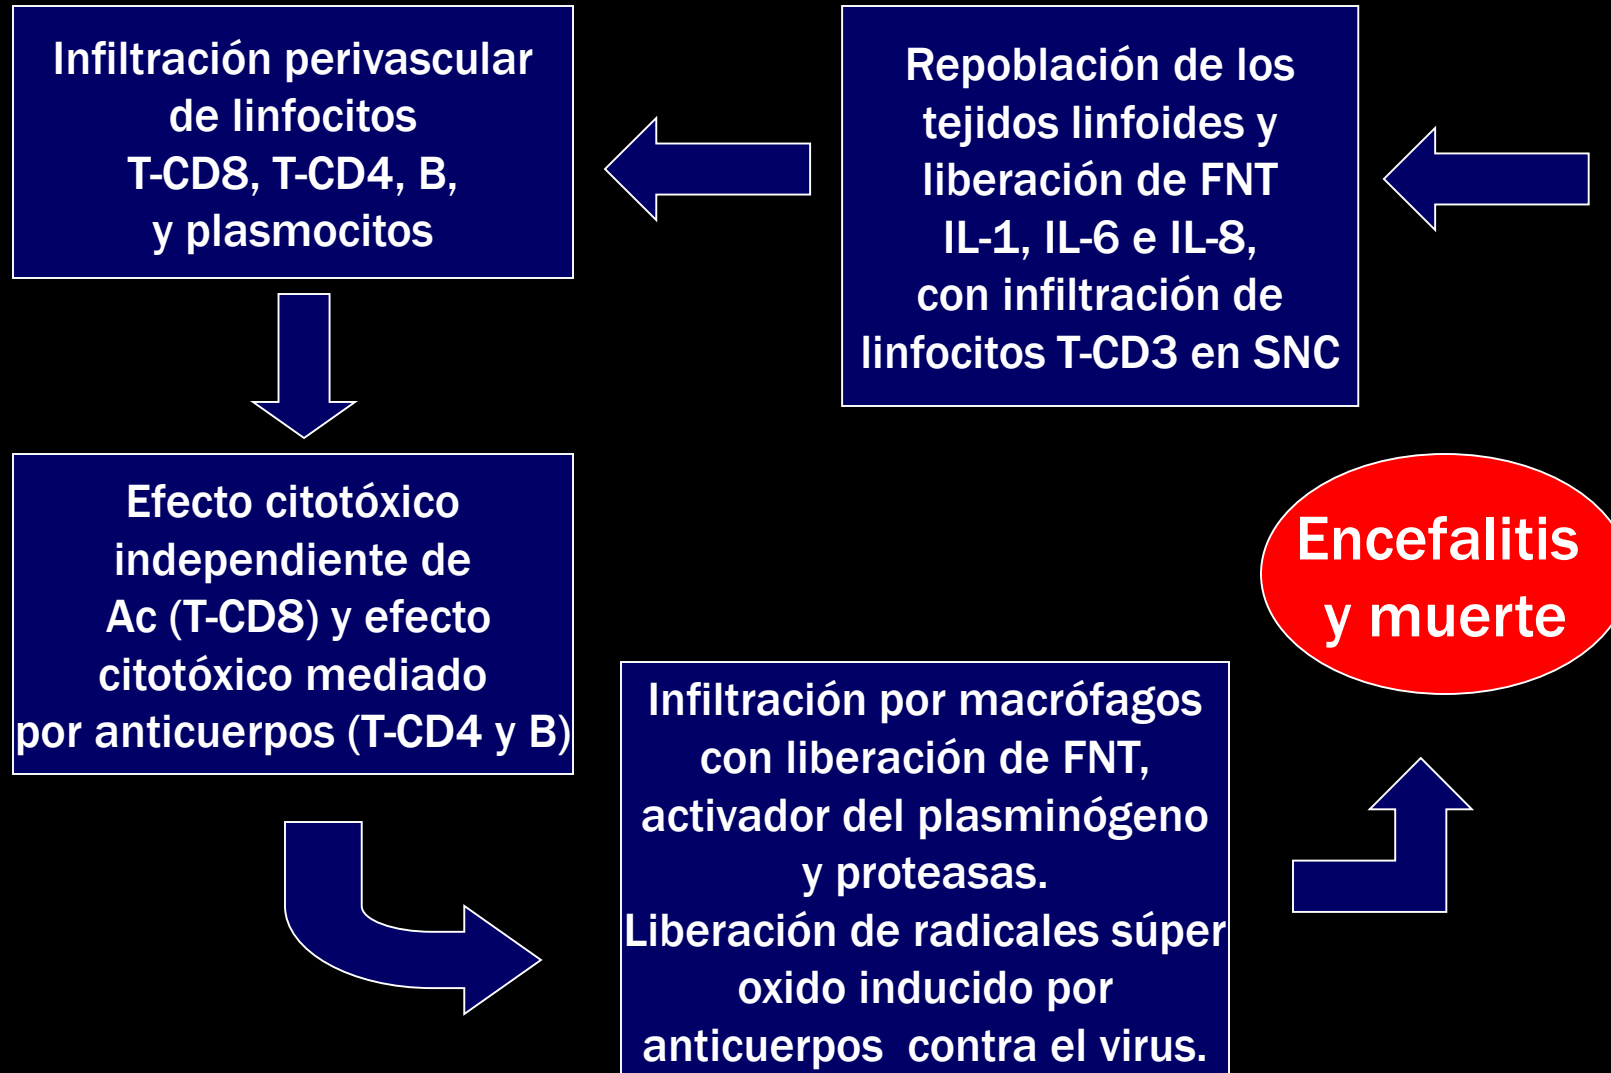 Infiltración perivascular
de linfocitos
T-CD8, T-CD4, B,
y plasmocitos
Repoblación de los
tejidos linfoides y
liberación de FNT
IL-1, IL-6 e IL-8,
con infiltración de
linfocitos T-CD3 en SNC
Efecto citotóxico
independiente de
Ac (T-CD8) y efecto
citotóxico mediado
por anticuerpos (T-CD4 y B)
Infiltración por macrófagos
con liberación de FNT,
activador del plasminógeno
y proteasas.
Liberación de radicales súper
oxido inducido por
anticuerpos contra el virus.
Encefalitis
y muerte